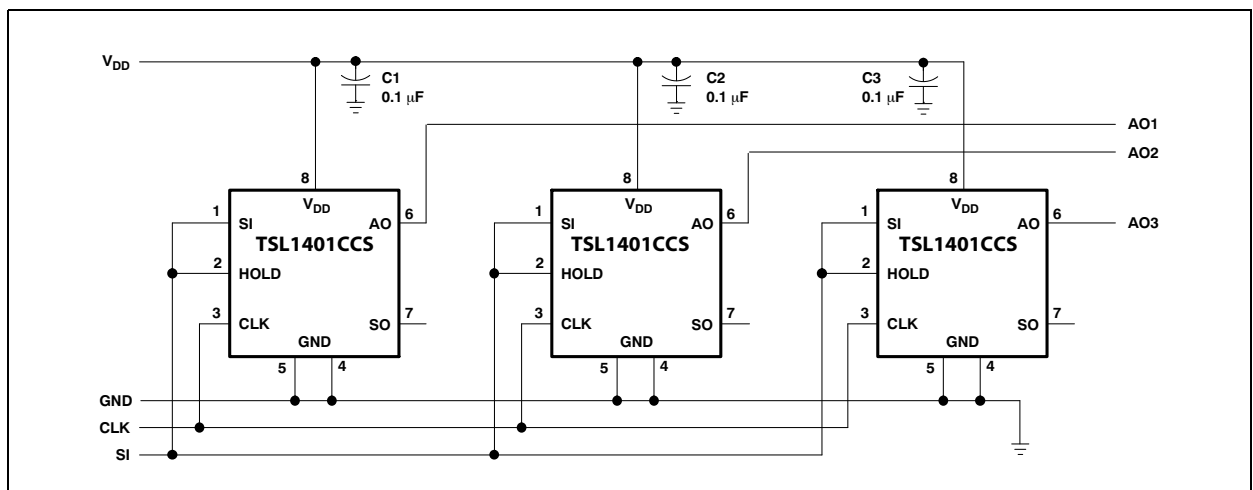 VDD
C1
0.1 μF
C2
0.1 μF
C3
0.1 μF
AO1
AO2
8
VDD
1
SI
AO
6
TSL1401CCS
2
HOLD
3
CLK
SO
7
GND
5
4
8
VDD
1
SI
AO
6
TSL1401CCS
2
HOLD
3
CLK
SO
7
GND
5
4
8
VDD
1
SI
AO
6
AO3
TSL1401CCS
2
HOLD
3
CLK
SO
7
GND
5
4
GND
CLK
SI